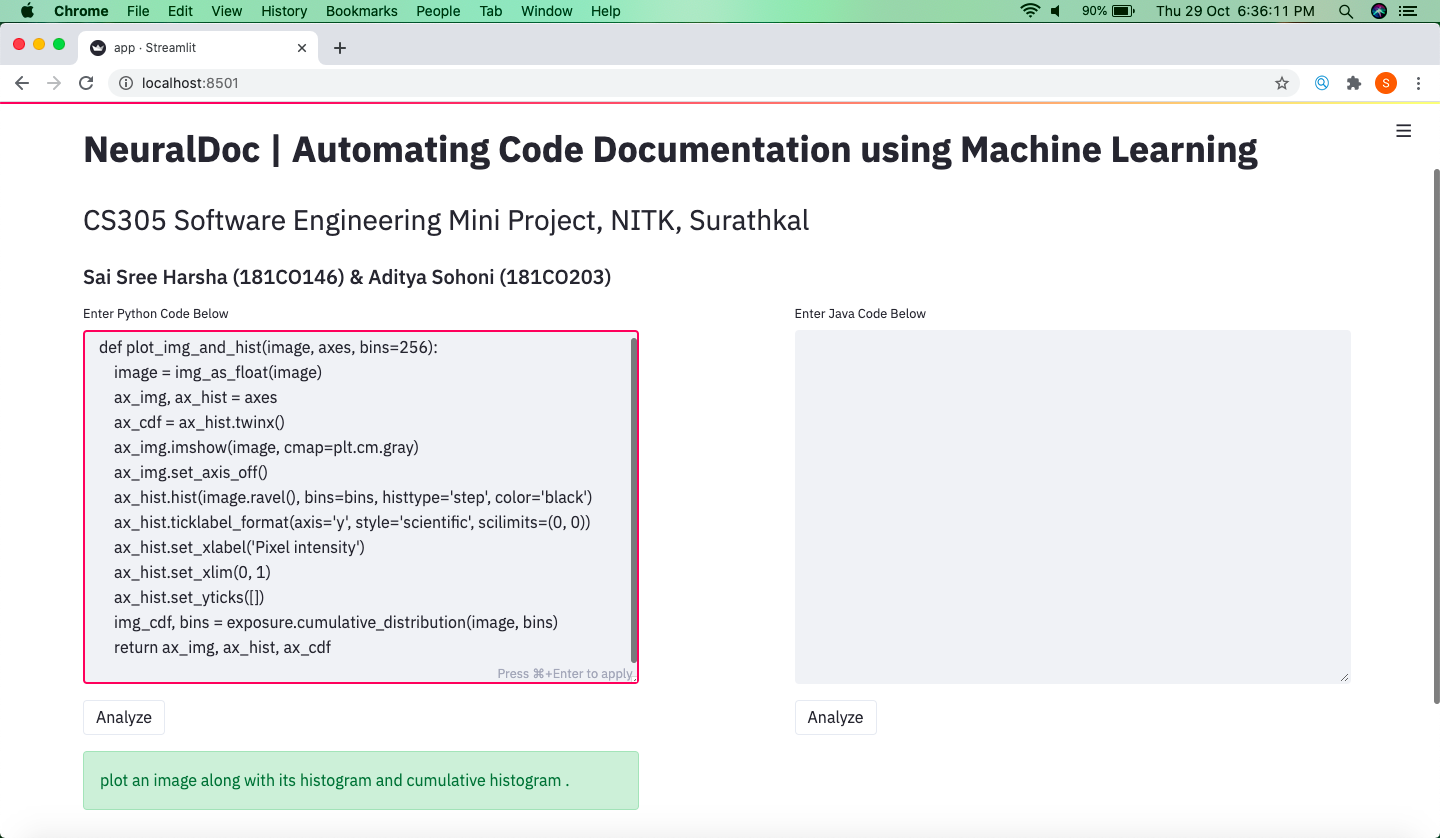 Chrome File Edit View History Bookmarks People Tab Window Help 90% Thu 29 Oct 6:36:11 PM
app · Streamlit
localhost:8501 S
NeuralDoc | Automating Code Documentation using Machine Learning
CS305 Software Engineering Mini Project, NITK, Surathkal
Sai Sree Harsha (181CO146) & Aditya Sohoni (181CO203)
Enter Python Code Below
def plot_img_and_hist(image, axes, bins=256):
image = img_as_float(image)
ax_img, ax_hist = axes
ax_cdf = ax_hist.twinx()
ax_img.imshow(image, cmap=plt.cm.gray)
ax_img.set_axis_off()
ax_hist.hist(image.ravel(), bins=bins, histtype='step', color='black')
ax_hist.ticklabel_format(axis='y', style='scientific', scilimits=(0, 0))
ax_hist.set_xlabel('Pixel intensity')
ax_hist.set_xlim(0, 1)
ax_hist.set_yticks([])
img_cdf, bins = exposure.cumulative_distribution(image, bins)
return ax_img, ax_hist, ax_cdf
Press ⌘+Enter to apply
Analyze
plot an image along with its histogram and cumulative histogram .
Enter Java Code Below
Analyze